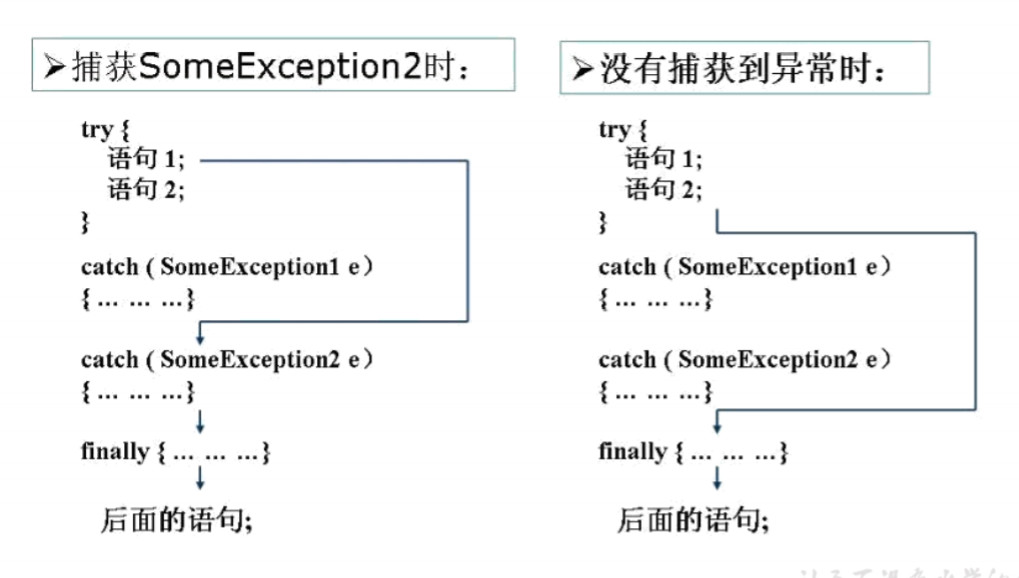 ➢捕获SomeException2时：
try {
语句 1;
语句 2;
}
catch ( SomeException1 e）
{ ... ... ...}
catch ( SomeException2 e）
{ ... ... ...}
finally { ... ... ...}
后面的语句;
➢没有捕获到异常时：
try {
语句 1;
语句 2;
}
catch ( SomeException1 e）
{ ... ... ...}
catch ( SomeException2 e）
{ ... ... ...}
finally { ... ... ...}
后面的语句;